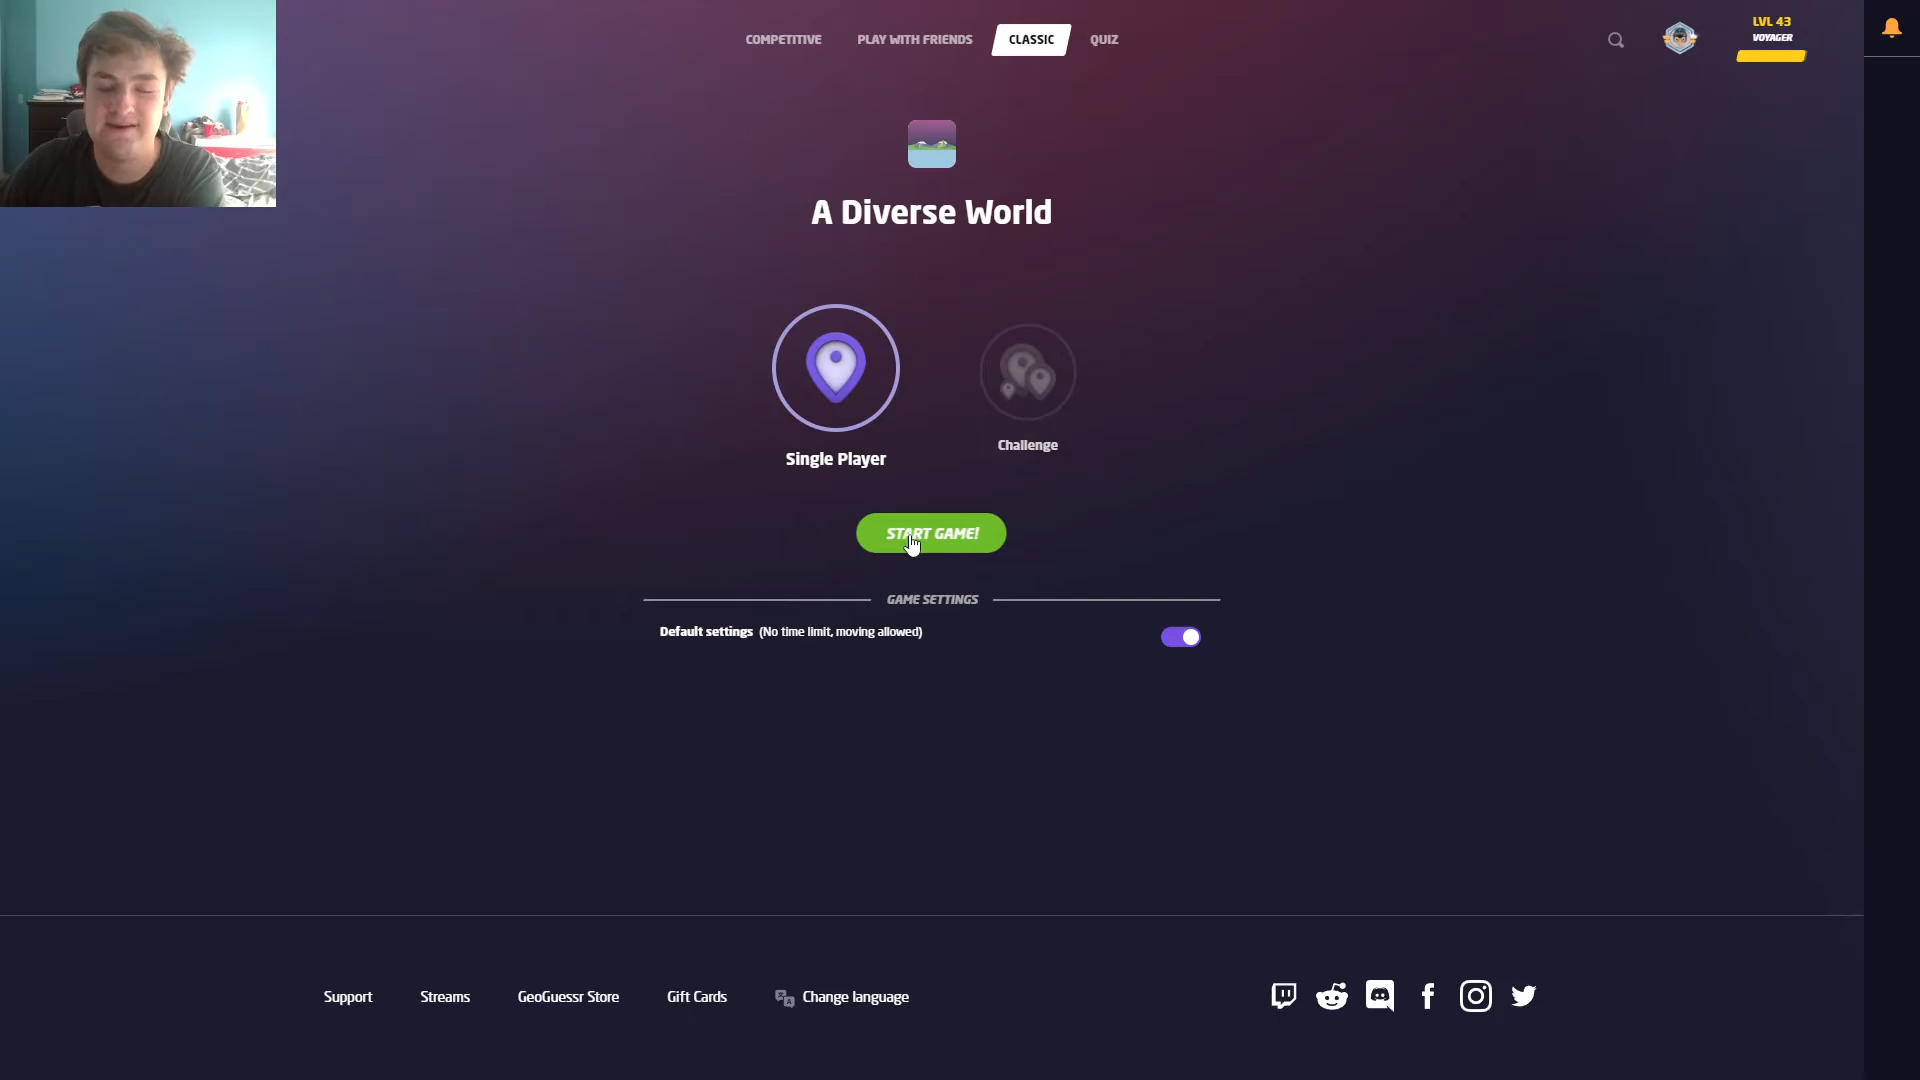 COMPETITIVE PLAY WITH FRIENDS CLASSIC QUIZ
LVL 43
VOYAGER
A Diverse World
Single Player
Challenge
START GAME!
GAME SETTINGS
Default settings (No time limit, moving allowed)
Support Streams GeoGuessr Store Gift Cards Change language